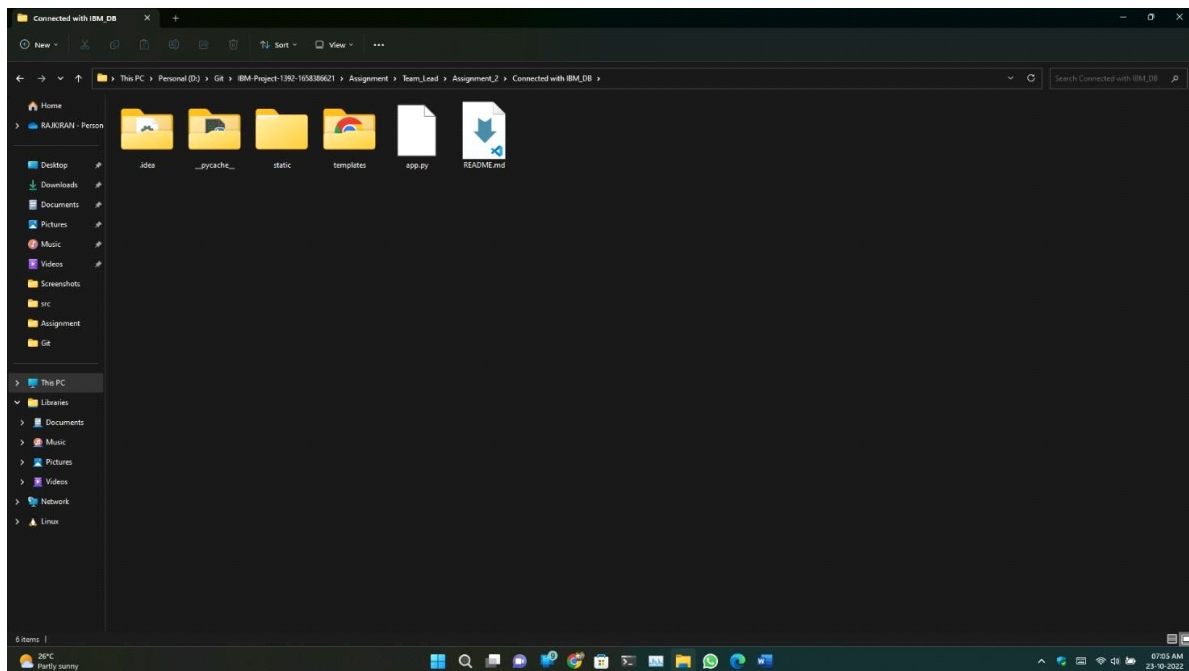 Connected with IBM_DB
New
Sort
View
This PC > Personal (D:) > Git > IBM-Project-1392-1658386621 > Assignment > Team_Lead > Assignment_2 > Connected with IBM_DB >
Search Connected with IBM_DB
Home
RAJKIRAN - Person
Desktop
Downloads
Documents
Pictures
Music
Videos
Screenshots
src
Assignment
Git
This PC
Libraries
Documents
Music
Pictures
Videos
Network
Linux
.idea
__pycache__
static
templates
app.py
README.md
6 items
26°C
Partly sunny
07:05 AM
23-10-2022